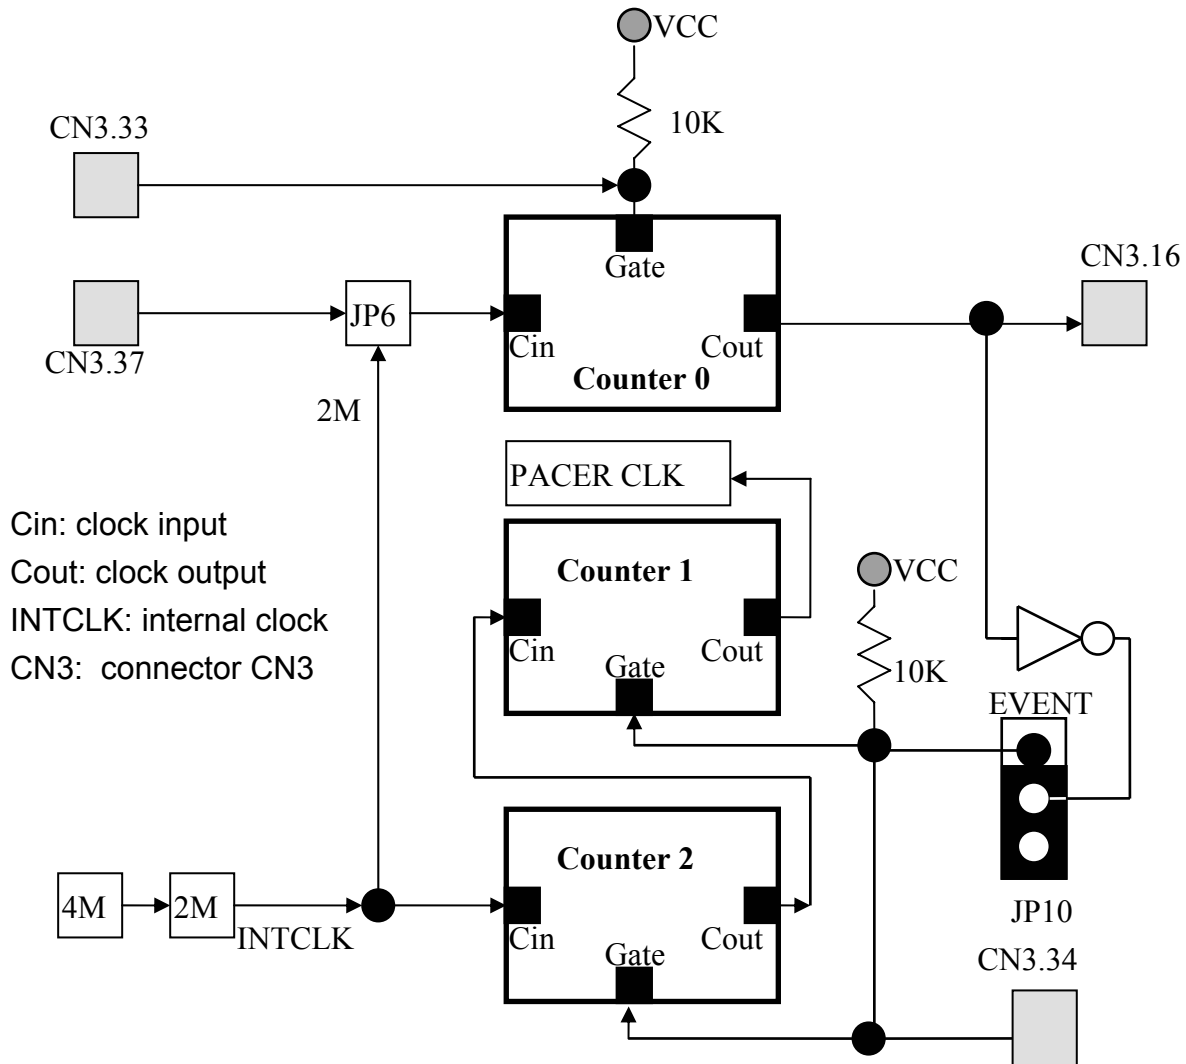 VCC
10K
CN3.33
Gate
CN3.16
JP6
Cin
Cout
CN3.37
Counter 0
2M
PACER CLK
Cin: clock input
Cout: clock output
INTCLK: internal clock
CN3: connector CN3
Counter 1
VCC
Cin
Cout
Gate
10K
EVENT
Counter 2
4M
2M
INTCLK
Cin
Cout
Gate
JP10
CN3.34